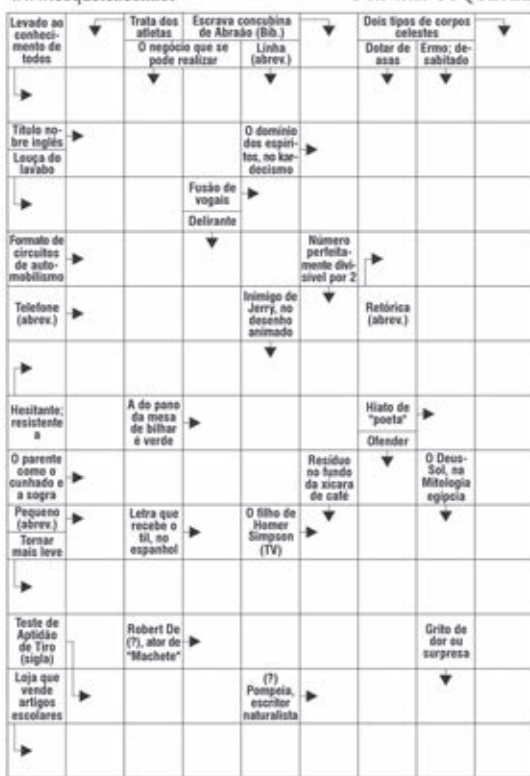 Levado ao
conheci-
mento de
todos
Trata dos
atletas
Escrava concubina
de Abraão (Bíb.)
Dois tipos de corpos
celestes
O negócio que se
pode realizar
Linha
(abrev.)
Dotar de
asas
Ermo; de-
sabitado
Título no-
bre inglês
Louça do
lavabo
O domínio
dos espíri-
tos, no kar-
decismo
Fusão de
vogais
Delirante
Formato de
circuitos
de auto-
mobilismo
Número
perfeita-
mente divi-
sível por 2
Telefone
(abrev.)
Inimigo de
Jerry, no
desenho
animado
Retórica
(abrev.)
Hesitante;
resistente
a
A do pano
da mesa
de bilhar
é verde
Hiato de
"poeta"
Ofender
O parente
como o
cunhado e
a sogra
Resíduo
no fundo
da xícara
de café
O Deus-
Sol, na
Mitologia
egípcia
Pequeno
(abrev.)
Tornar
mais leve
Letra que
recebe o
til, no
espanhol
O filho de
Homer
Simpson
(TV)
Teste de
Aptidão
de Tiro
(sigla)
Robert De
(?), ator de
"Machete"
Grito de
dor ou
surpresa
Loja que
vende
artigos
escolares
(?)
Pompeia,
escritor
naturalista